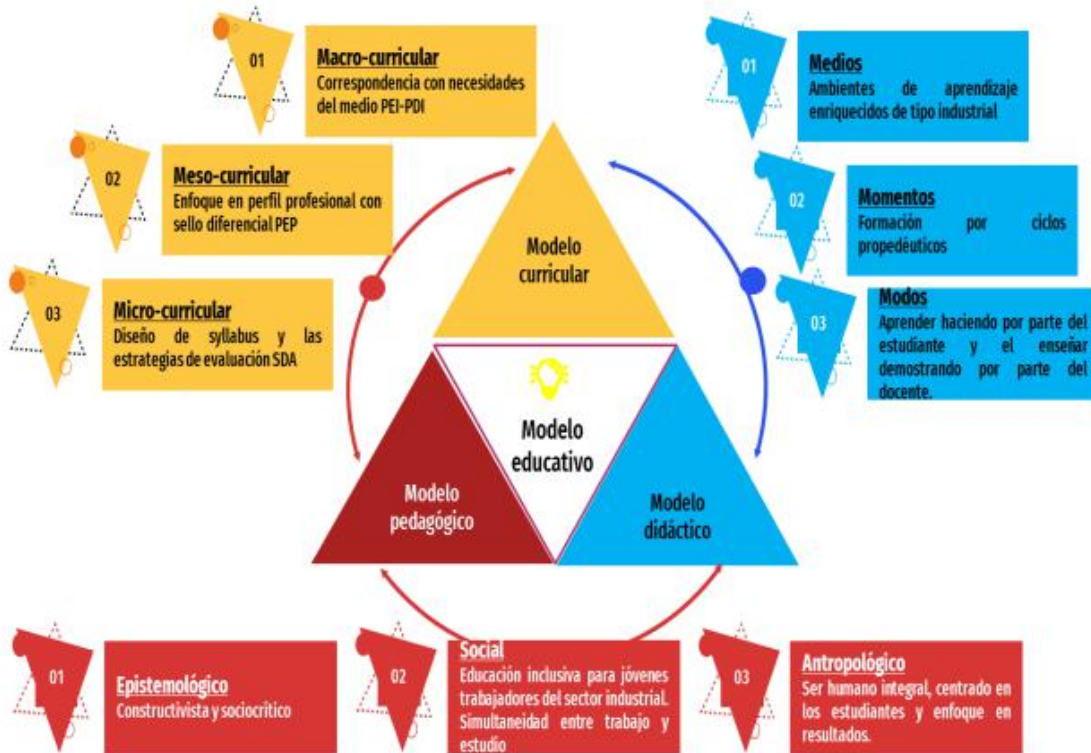 01
Macro-curricular
Correspondencia con necesidades
del medio PEI-PDI
02
Meso-curricular
Enfoque en perfil profesional con
sello diferencial PEP
03
Micro-curricular
Diseño de syllabus y las
estrategias de evaluación SDA
01
Medios
Ambientes de aprendizaje
enriquecidos de tipo industrial
02
Momentos
Formación por ciclos
propedéuticos
03
Modos
Aprender haciendo por parte del
estudiante y el enseñar
demostrando por parte del
docente.
Modelo
curricular
Modelo
educativo
Modelo
pedagógico
Modelo
didáctico
01
Epistemológico
Constructivista y sociocritico
02
Social
Educación inclusiva para jóvenes
trabajadores del sector industrial.
Simultaneidad entre trabajo y
estudio
03
Antropológico
Ser humano integral, centrado en
los estudiantes y enfoque en
resultados.